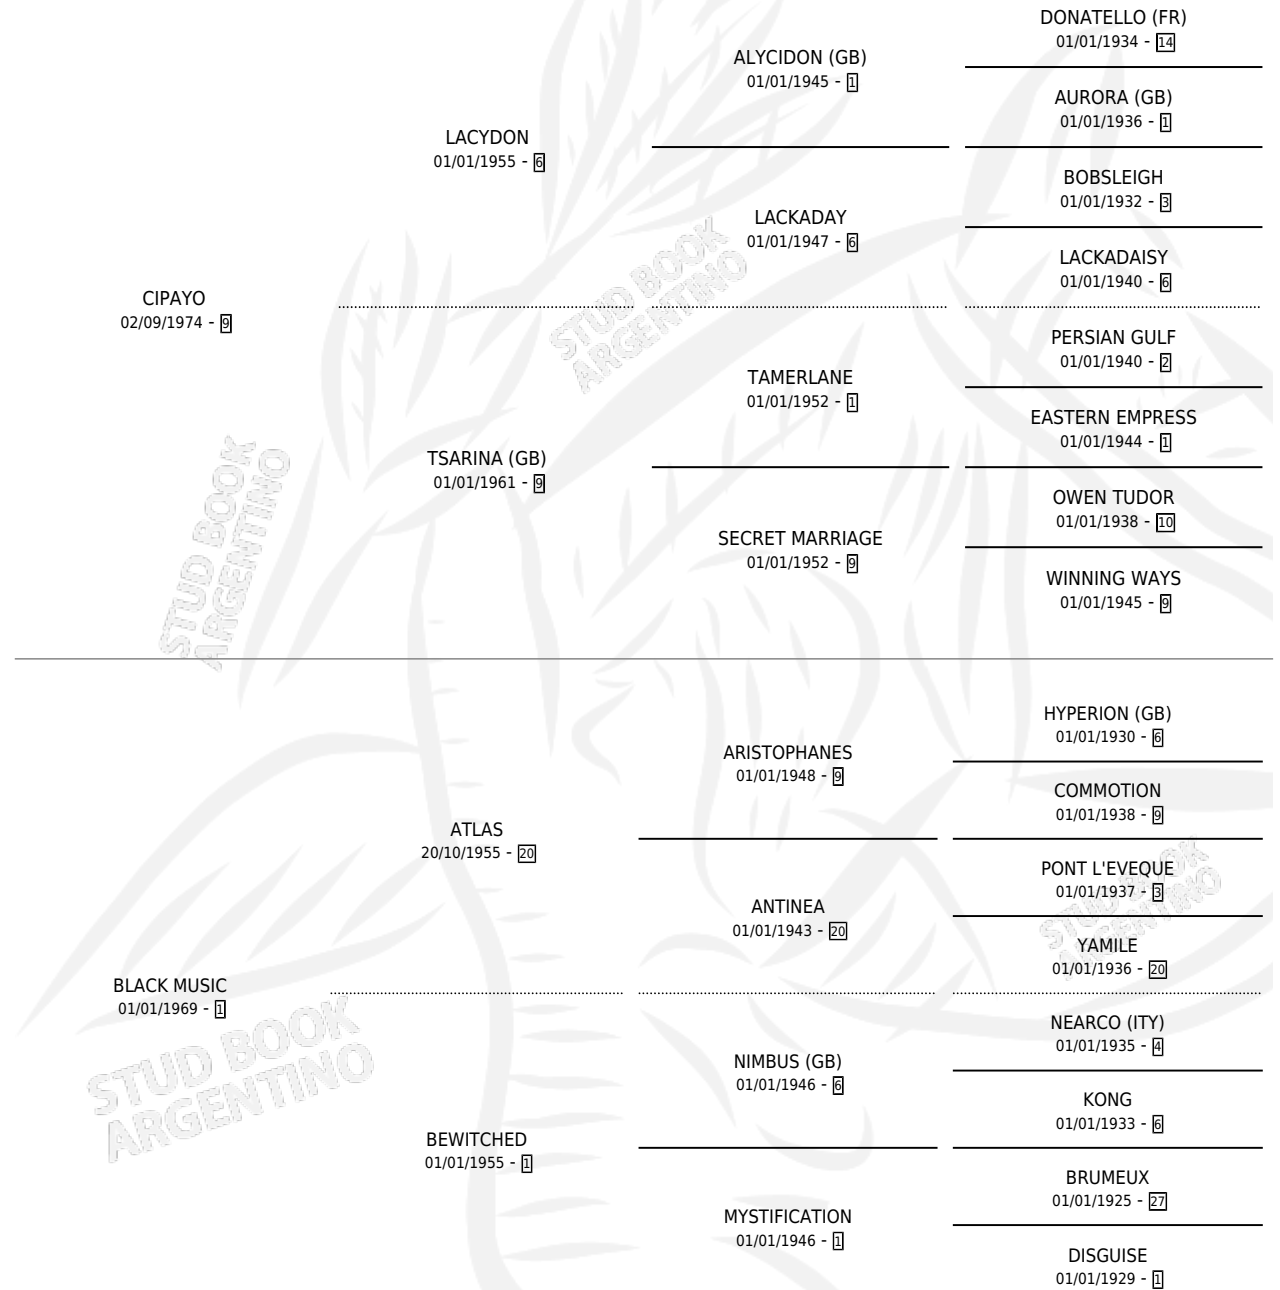 DONATELLO (FR)
01/01/1934 - 14
ALYCIDON (GB)
01/01/1945 - 1
AURORA (GB)
01/01/1936 - 1
LACYDON
01/01/1955 - 6
BOBSLEIGH
01/01/1932 - 3
LACKADAY
01/01/1947 - 6
LACKADAISY
01/01/1940 - 6
CIPAYO
02/09/1974 - 9
PERSIAN GULF
01/01/1940 - 2
TAMERLANE
01/01/1952 - 1
EASTERN EMPRESS
01/01/1944 - 1
TSARINA (GB)
01/01/1961 - 9
OWEN TUDOR
01/01/1938 - 10
SECRET MARRIAGE
01/01/1952 - 9
WINNING WAYS
01/01/1945 - 9
HYPERION (GB)
01/01/1930 - 6
ARISTOPHANES
01/01/1948 - 9
COMMOTION
01/01/1938 - 9
ATLAS
20/10/1955 - 20
PONT L'EVEQUE
01/01/1937 - 3
ANTINEA
01/01/1943 - 20
YAMILE
01/01/1936 - 20
BLACK MUSIC
01/01/1969 - 1
NEARCO (ITY)
01/01/1935 - 4
NIMBUS (GB)
01/01/1946 - 6
KONG
01/01/1933 - 6
BEWITCHED
01/01/1955 - 1
BRUMEUX
01/01/1925 - 27
MYSTIFICATION
01/01/1946 - 1
DISGUISE
01/01/1929 - 1
STUD BOOK
ARGENTINO
STUD BOOK
ARGENTINO
STUD BOOK
ARGENTINO
STUD BOOK
ARGENTINO